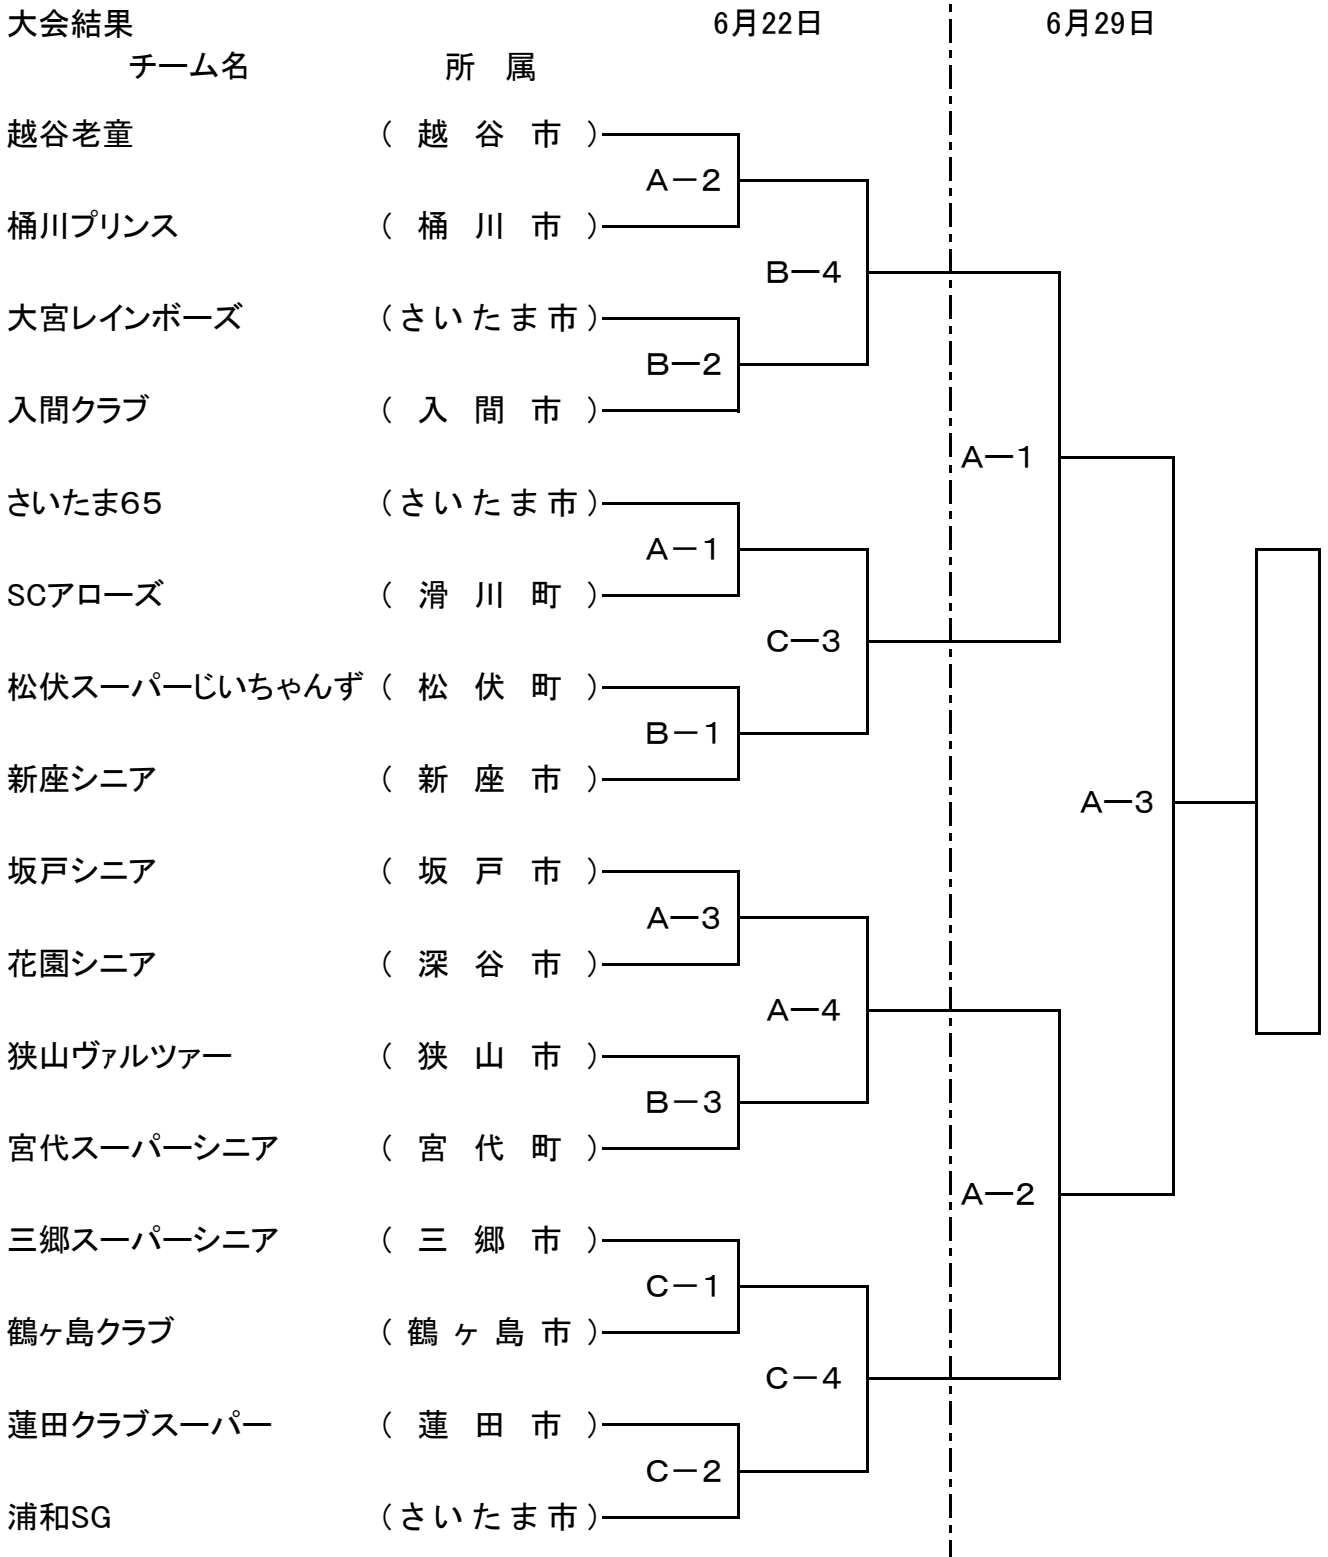 大会結果 6月22日 6月29日
チーム名 所 属
越谷老童 ( 越 谷 市 )
A－2
桶川プリンス ( 桶 川 市 )
B－4
大宮レインボーズ (さいたま市)
B－2
入間クラブ ( 入 間 市 )
A－1
さいたま65 (さいたま市)
A－1
SCアローズ ( 滑 川 町 )
C－3
松伏スーパーじいちゃんず ( 松 伏 町 )
B－1
新座シニア ( 新 座 市 )
A－3
坂戸シニア ( 坂 戸 市 )
A－3
花園シニア ( 深 谷 市 )
A－4
狭山ヴァルツァー ( 狭 山 市 )
B－3
宮代スーパーシニア ( 宮 代 町 )
A－2
三郷スーパーシニア ( 三 郷 市 )
C－1
鶴ヶ島クラブ ( 鶴 ヶ 島 市 )
C－4
蓮田クラブスーパー ( 蓮 田 市 )
C－2
浦和SG (さいたま市)